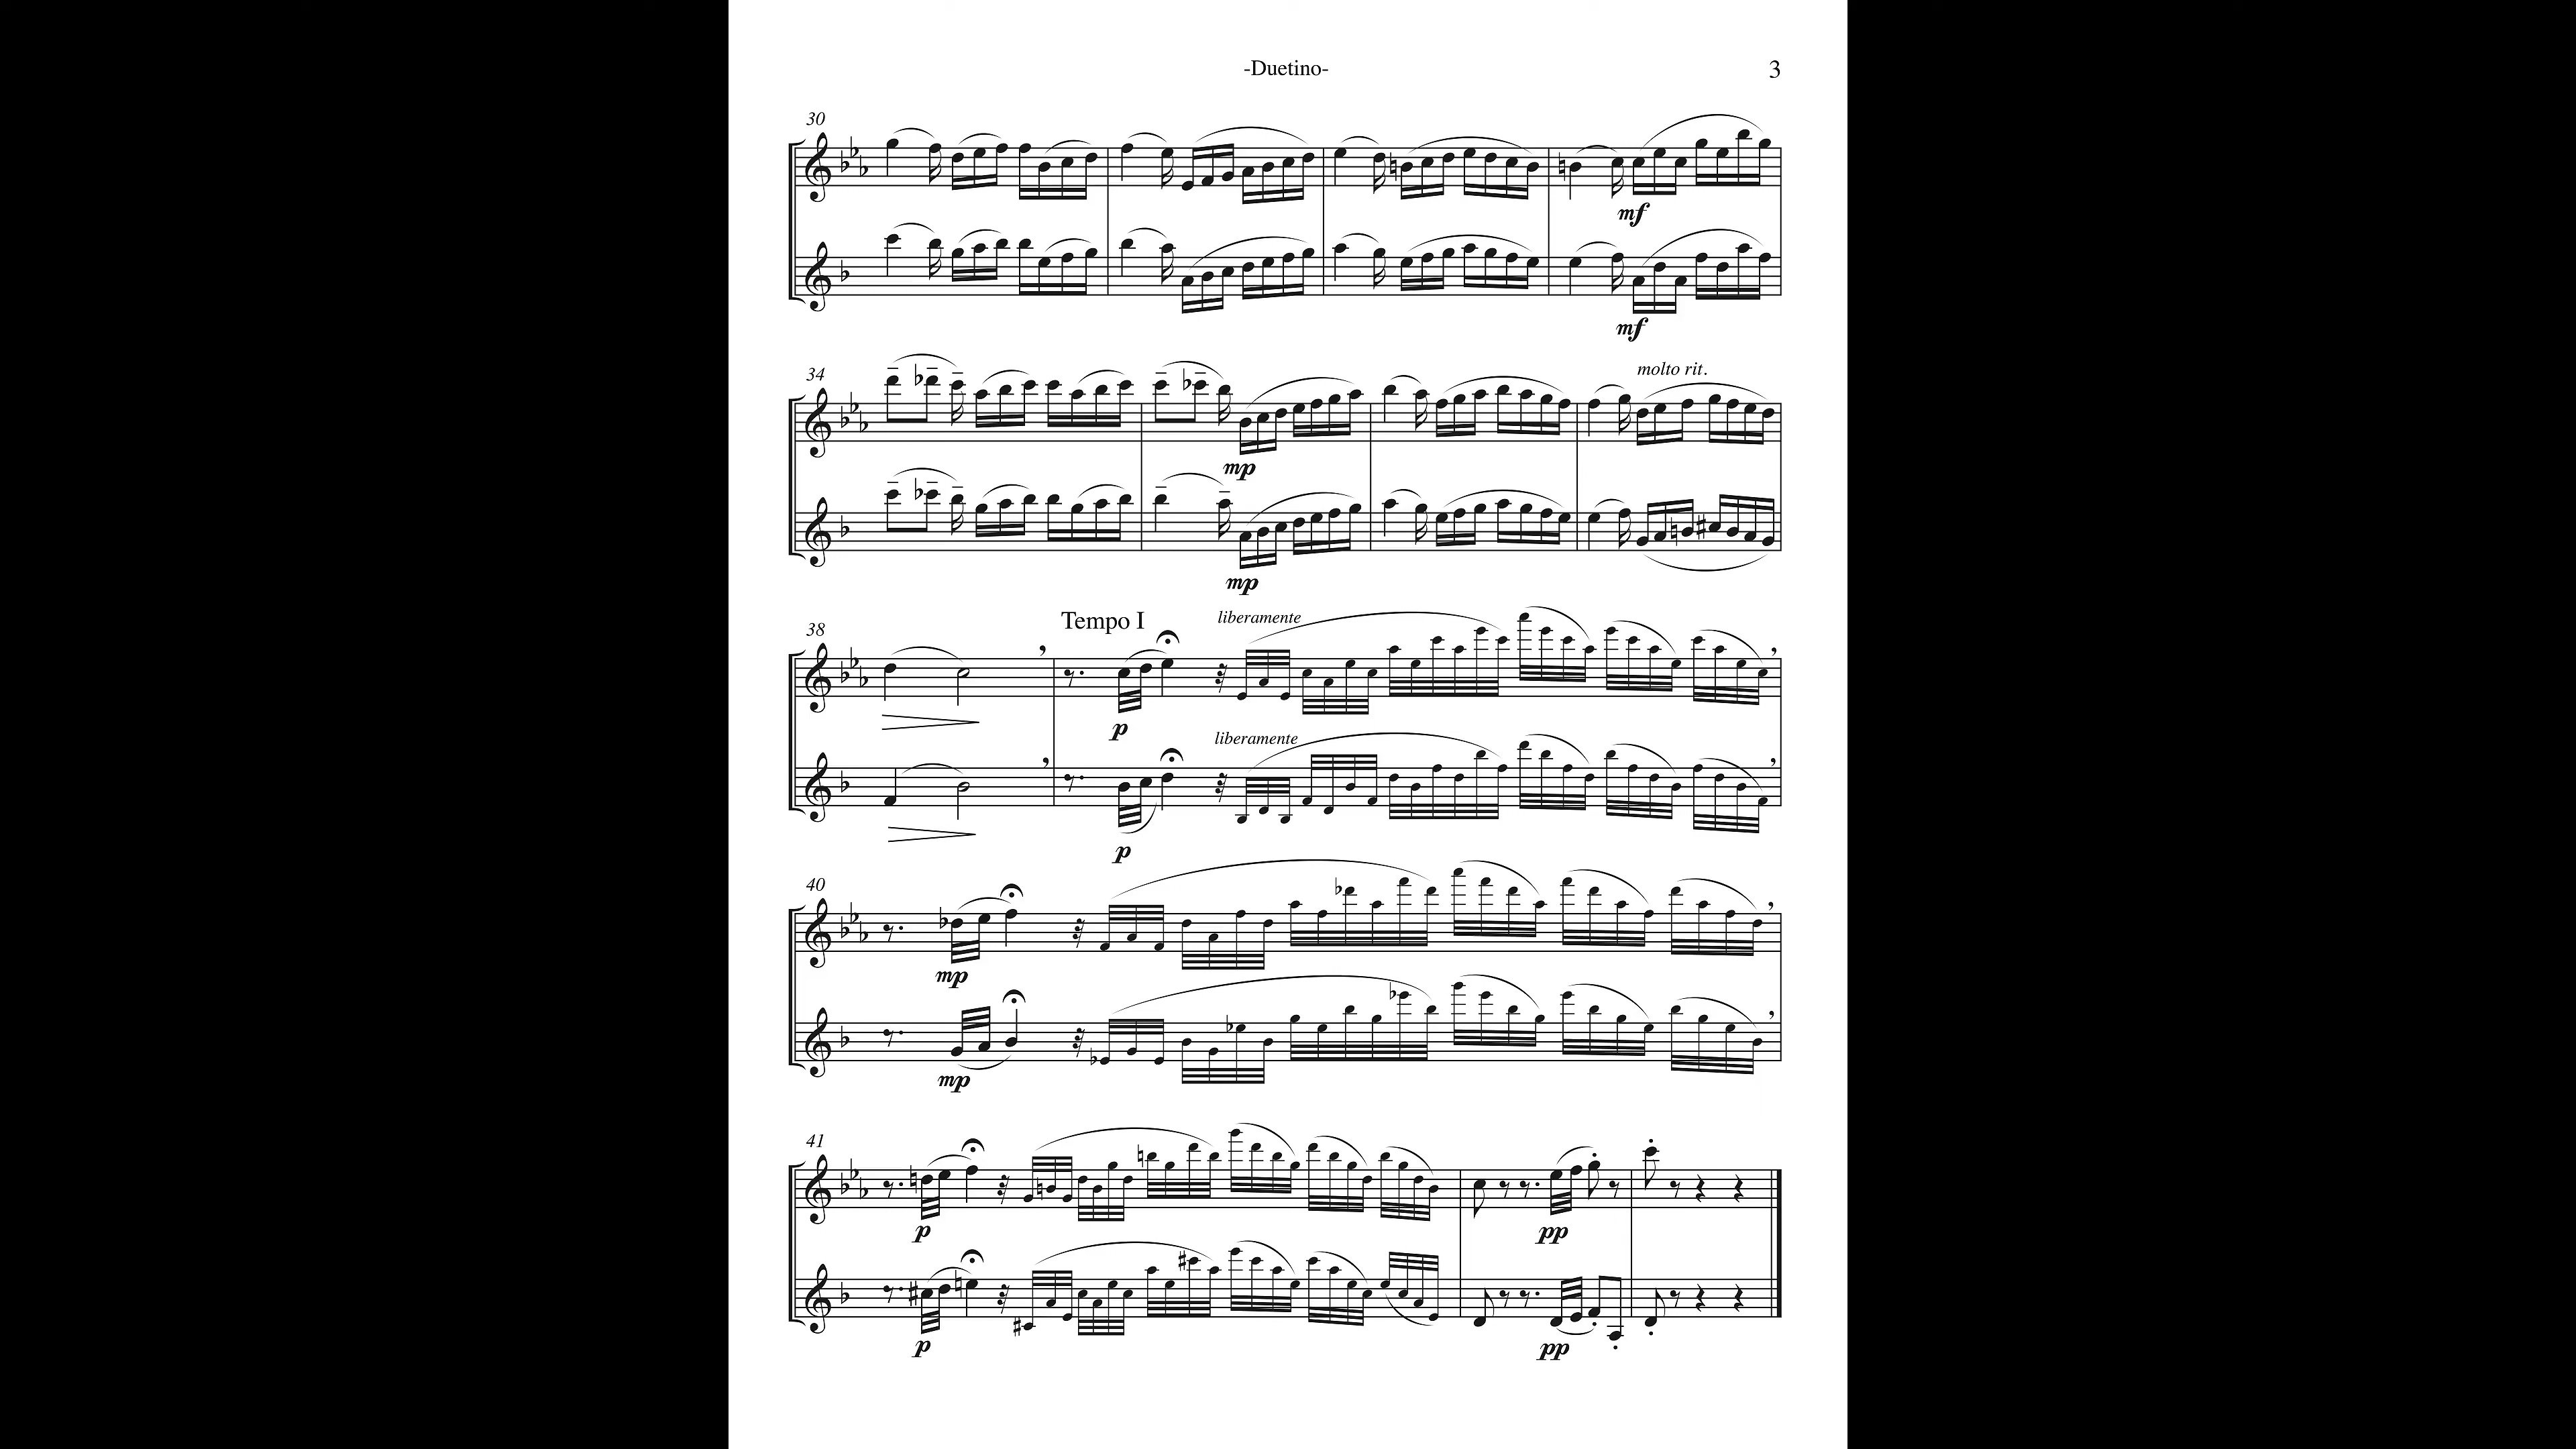 -Duetino-
3
30
mf
mf
34
molto rit.
mp
mp
38
Tempo I
liberamente
p
liberamente
p
40
mp
mp
41
p
pp
p
pp